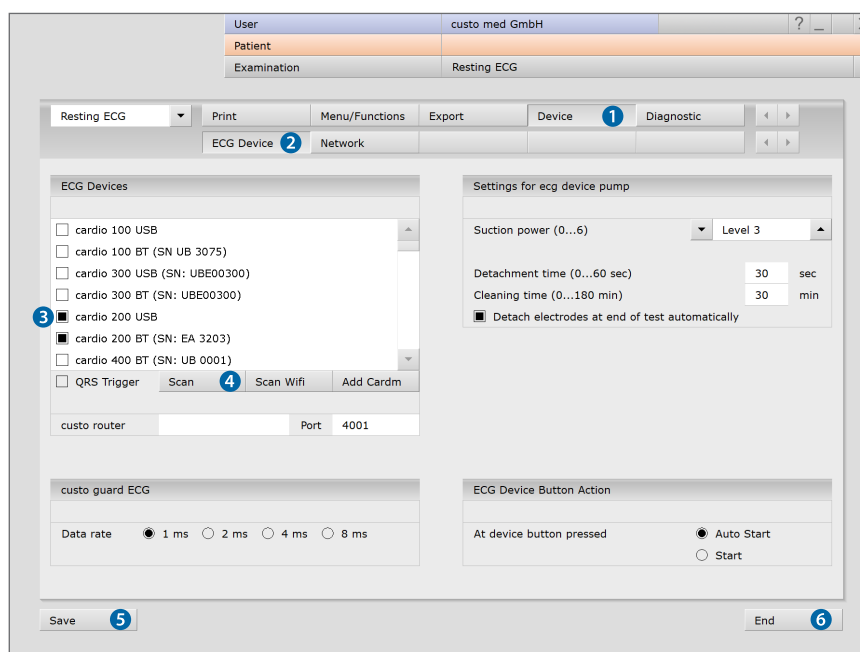 User custo med GmbH ? _
Patient
Examination Resting ECG
Resting ECG Print Menu/Functions Export Device 1 Diagnostic
ECG Device 2 Network
ECG Devices
cardio 100 USB
cardio 100 BT (SN UB 3075)
cardio 300 USB (SN: UBE00300)
cardio 300 BT (SN: UBE00300)
3 cardio 200 USB
cardio 200 BT (SN: EA 3203)
cardio 400 BT (SN: UB 0001)
QRS Trigger Scan 4 Scan Wifi Add Cardm
custo router Port 4001
Settings for ecg device pump
Suction power (0...6) Level 3
Detachment time (0...60 sec) 30 sec
Cleaning time (0...180 min) 30 min
Detach electrodes at end of test automatically
custo guard ECG
Data rate 1 ms 2 ms 4 ms 8 ms
ECG Device Button Action
At device button pressed Auto Start
Start
Save 5 End 6